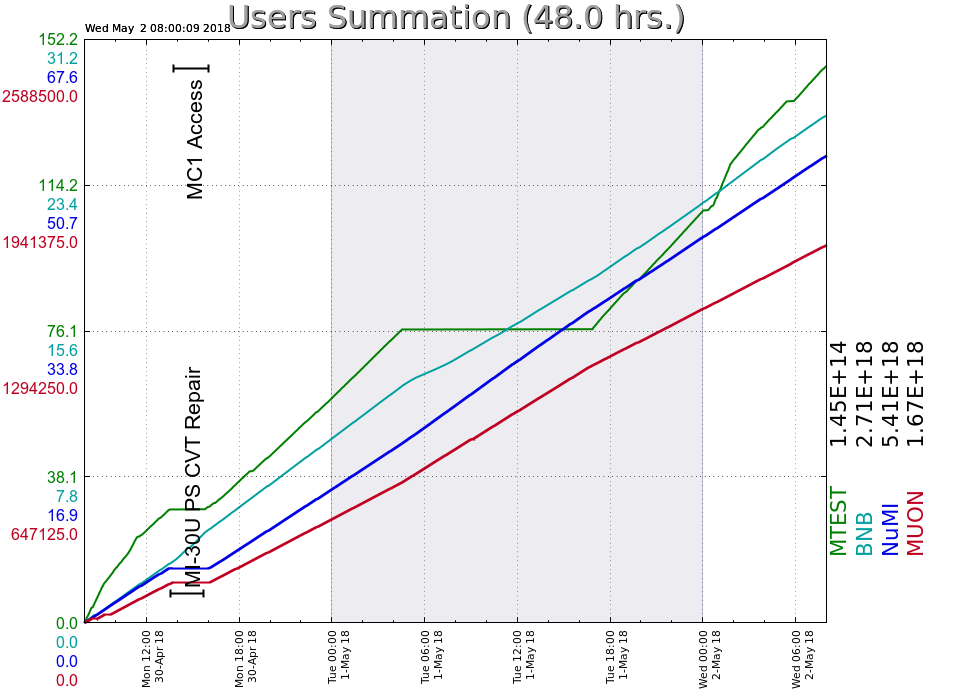 Users Summation (48.0 hrs.)
Wed May 2 08:00:09 2018
152.2
31.2
67.6
2588500.0
114.2
23.4
50.7
1941375.0
76.1
15.6
33.8
1294250.0
38.1
7.8
16.9
647125.0
0.0
0.0
0.0
0.0
MC1 Access
MI-30U PS CVT Repair
Mon 12:00
30-Apr 18
Mon 18:00
30-Apr 18
Tue 00:00
1-May 18
Tue 06:00
1-May 18
Tue 12:00
1-May 18
Tue 18:00
1-May 18
Wed 00:00
2-May 18
Wed 06:00
2-May 18
MTEST 1.45E+14
BNB 2.71E+18
NuMI 5.41E+18
MUON 1.67E+18